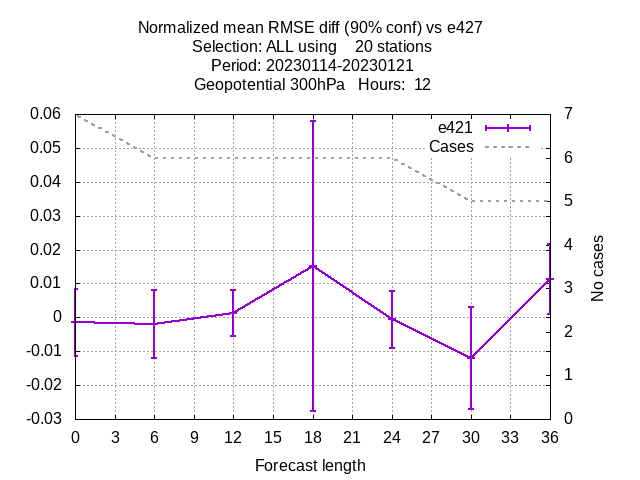 Normalized mean RMSE diff (90% conf) vs e427
Selection: ALL using    20 stations
Period: 20230114-20230121
Geopotential 300hPa   Hours:  12
e421
Cases
0.06
0.05
0.04
0.03
0.02
0.01
0
-0.01
-0.02
-0.03
7
6
5
4
3
2
1
0
No cases
0 3 6 9 12 15 18 21 24 27 30 33 36
Forecast length